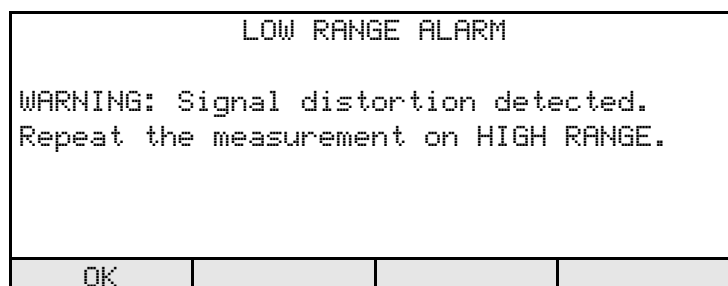 LOW RANGE ALARM
WARNING: Signal distortion detected.
Repeat the measurement on HIGH RANGE.
OK